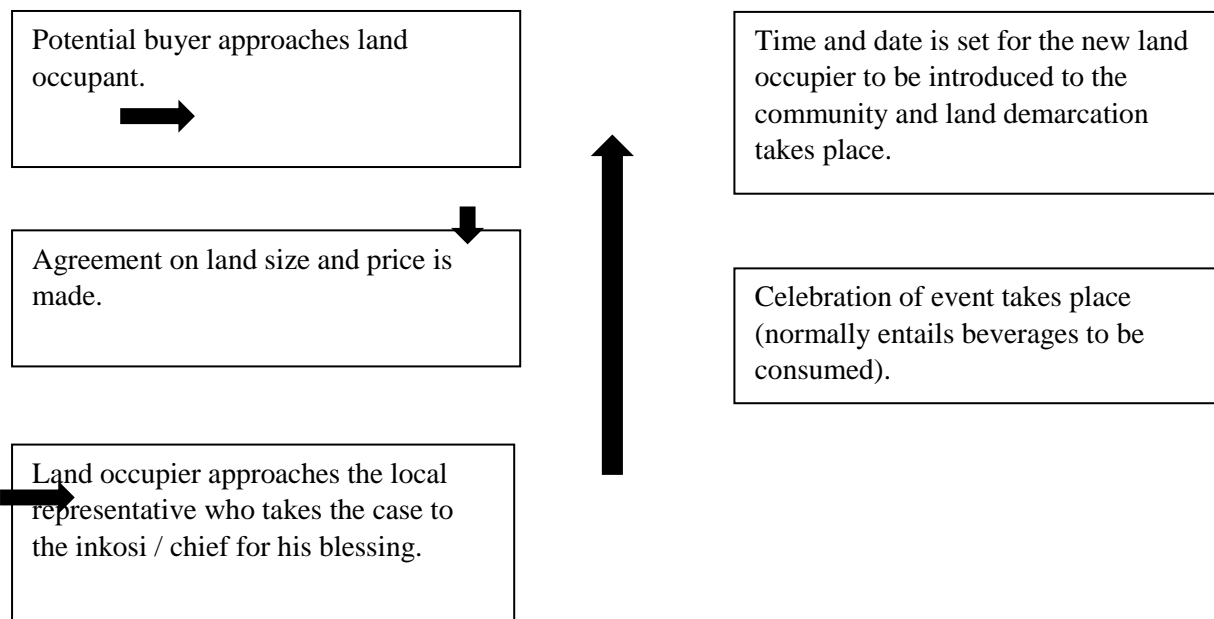 Potential buyer approaches land
occupant.
Agreement on land size and price is
made.
Land occupier approaches the local
representative who takes the case to
the inkosi / chief for his blessing.
Time and date is set for the new land
occupier to be introduced to the
community and land demarcation
takes place.
Celebration of event takes place
(normally entails beverages to be
consumed).